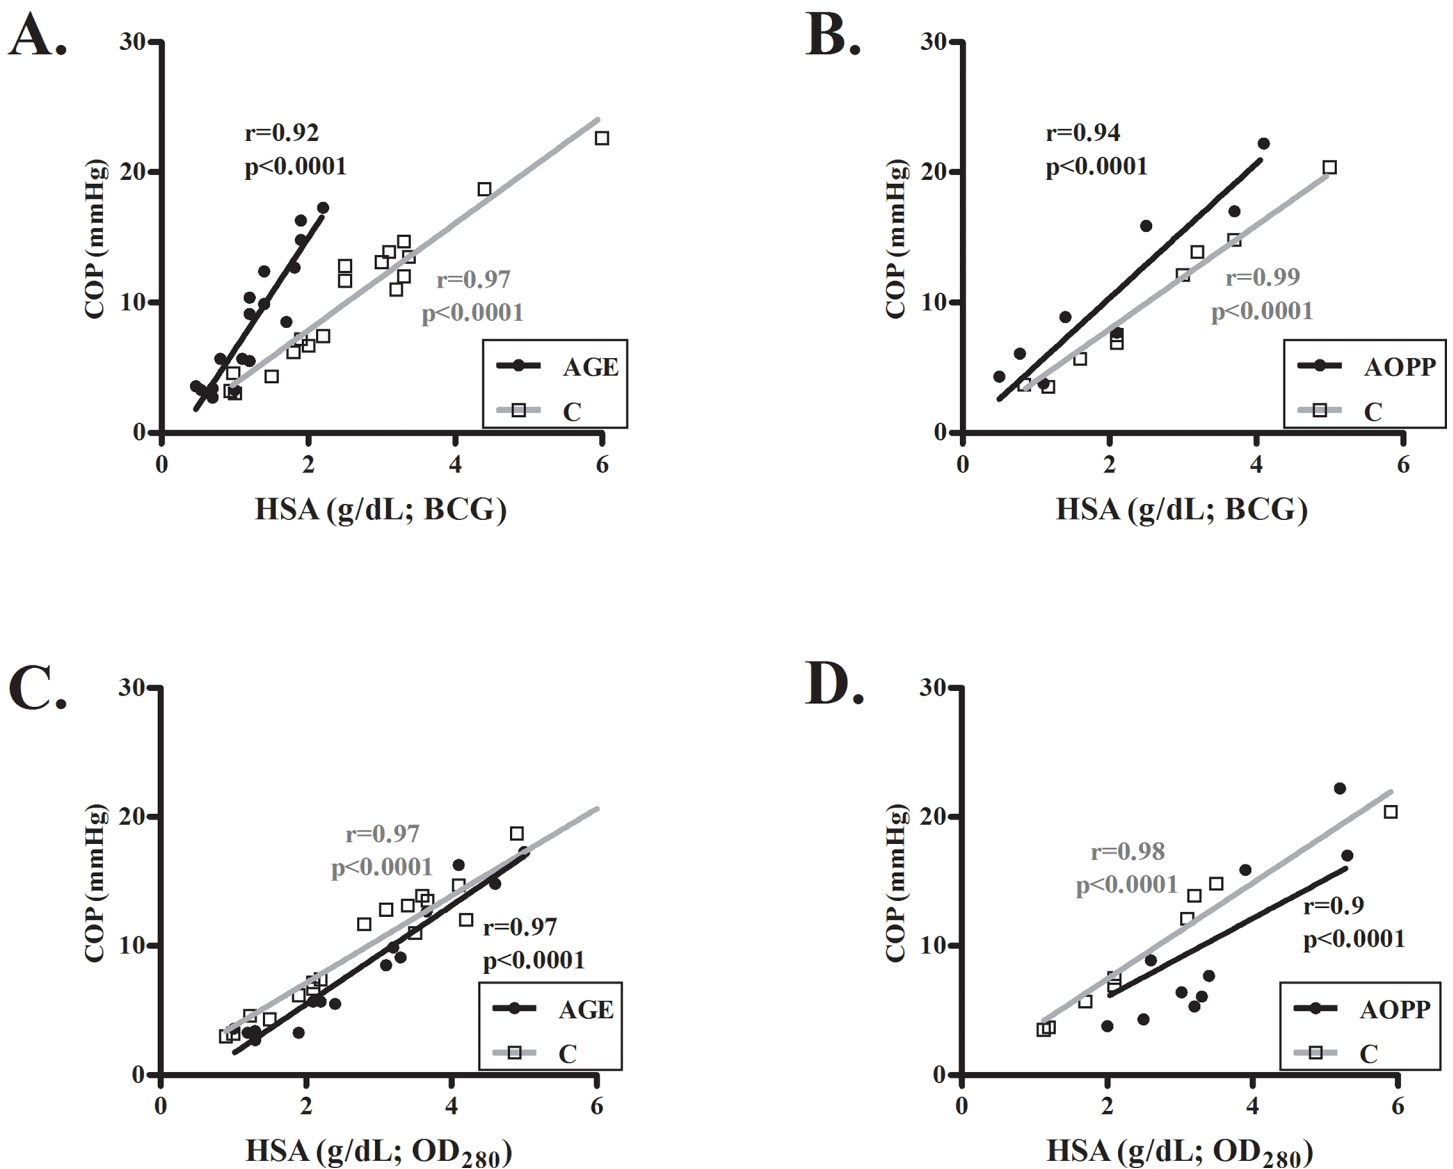 A.
30
20
10
0
COP (mmHg)
r=0.92
p<0.0001
r=0.97
p<0.0001
AGE
C
0 2 4 6
HSA (g/dL; BCG)
B.
30
20
10
0
COP (mmHg)
r=0.94
p<0.0001
r=0.99
p<0.0001
AOPP
C
0 2 4 6
HSA (g/dL; BCG)
C.
30
20
10
0
COP (mmHg)
r=0.97
p<0.0001
r=0.97
p<0.0001
AGE
C
0 2 4 6
HSA (g/dL; OD280)
D.
30
20
10
0
COP (mmHg)
r=0.98
p<0.0001
r=0.9
p<0.0001
AOPP
C
0 2 4 6
HSA (g/dL; OD280)